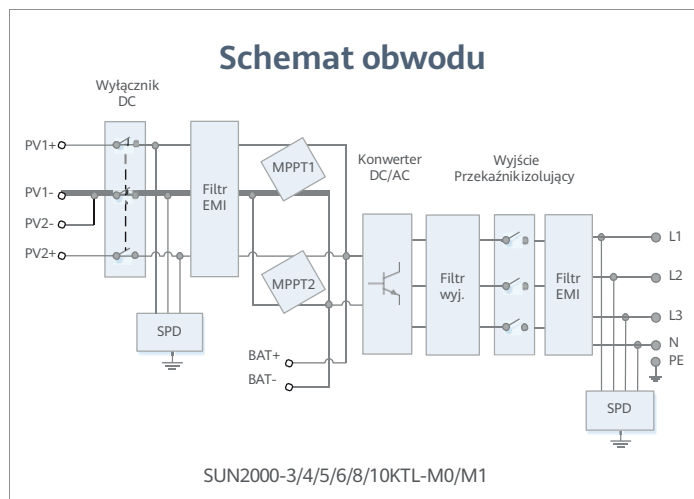 Schemat obwodu
Wyłącznik
DC
PV1+
PV1-
PV2-
PV2+
Filtr
EMI
SPD
MPPT1
MPPT2
BAT+
BAT-
Konwerter
DC/AC
Filtr
wyj.
Wyjście
Przekaźnikizolujący
Filtr
EMI
L1
L2
L3
N
PE
SPD
SUN2000-3/4/5/6/8/10KTL-M0/M1